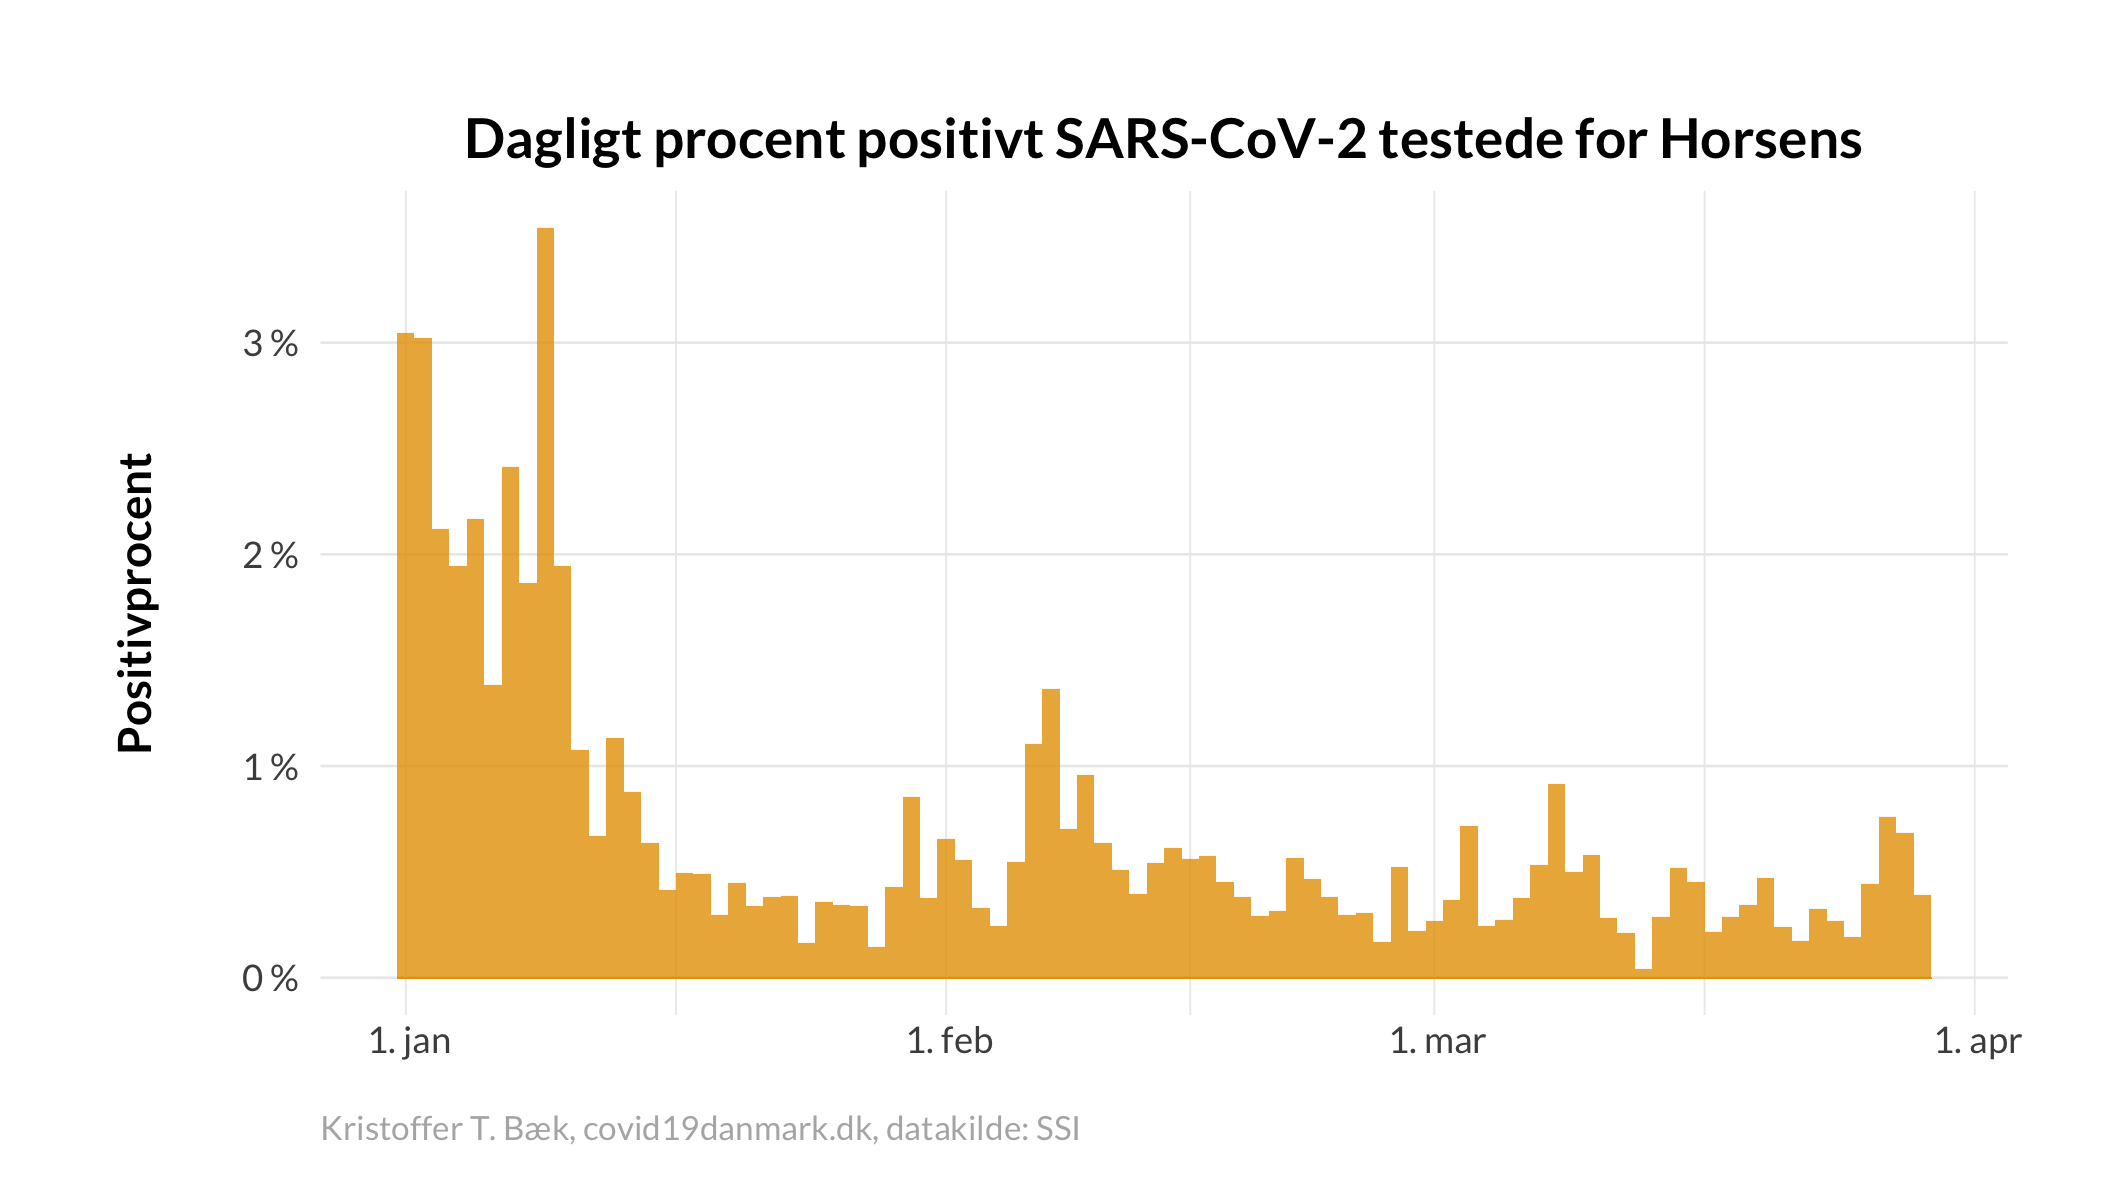 Dagligt procent positivt SARS-CoV-2 testede for Horsens
Positivprocent
3 %
2 %
1 %
0 %
1. jan
1. feb
1. mar
1. apr
Kristoffer T. Bæk, covid19danmark.dk, datakilde: SSI